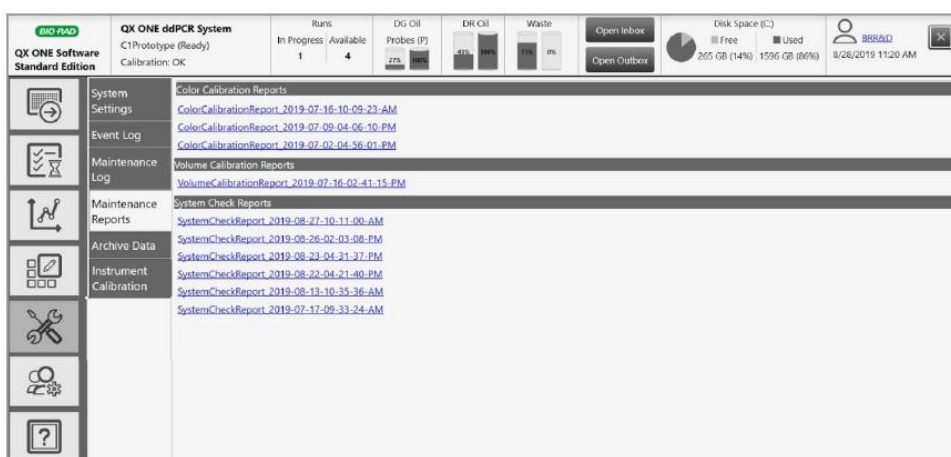 BIO-RAD
QX ONE Software
Standard Edition
QX ONE ddPCR System
C1Prototype (Ready)
Calibration: OK
Runs
In Progress Available
1 4
DG Oil
Probes (P)
27% 100%
DR Oil
43% 100%
Waste
75% 0%
Open Inbox
Open Outbox
Disk Space (C:)
Free Used
265 GB (14%) 1596 GB (86%)
BRR&D
8/28/2019 11:20 AM
System
Settings
Event Log
Maintenance
Log
Maintenance
Reports
Archive Data
Instrument
Calibration
Color Calibration Reports
ColorCalibrationReport_2019-07-16-10-09-23-AM
ColorCalibrationReport_2019-07-09-04-06-10-PM
ColorCalibrationReport_2019-07-02-04-56-01-PM
Volume Calibration Reports
VolumeCalibrationReport_2019-07-16-02-41-15-PM
System Check Reports
SystemCheckReport_2019-08-27-10-11-00-AM
SystemCheckReport_2019-08-26-02-03-08-PM
SystemCheckReport_2019-08-23-04-31-37-PM
SystemCheckReport_2019-08-22-04-21-40-PM
SystemCheckReport_2019-08-13-10-35-36-AM
SystemCheckReport_2019-07-17-09-33-24-AM